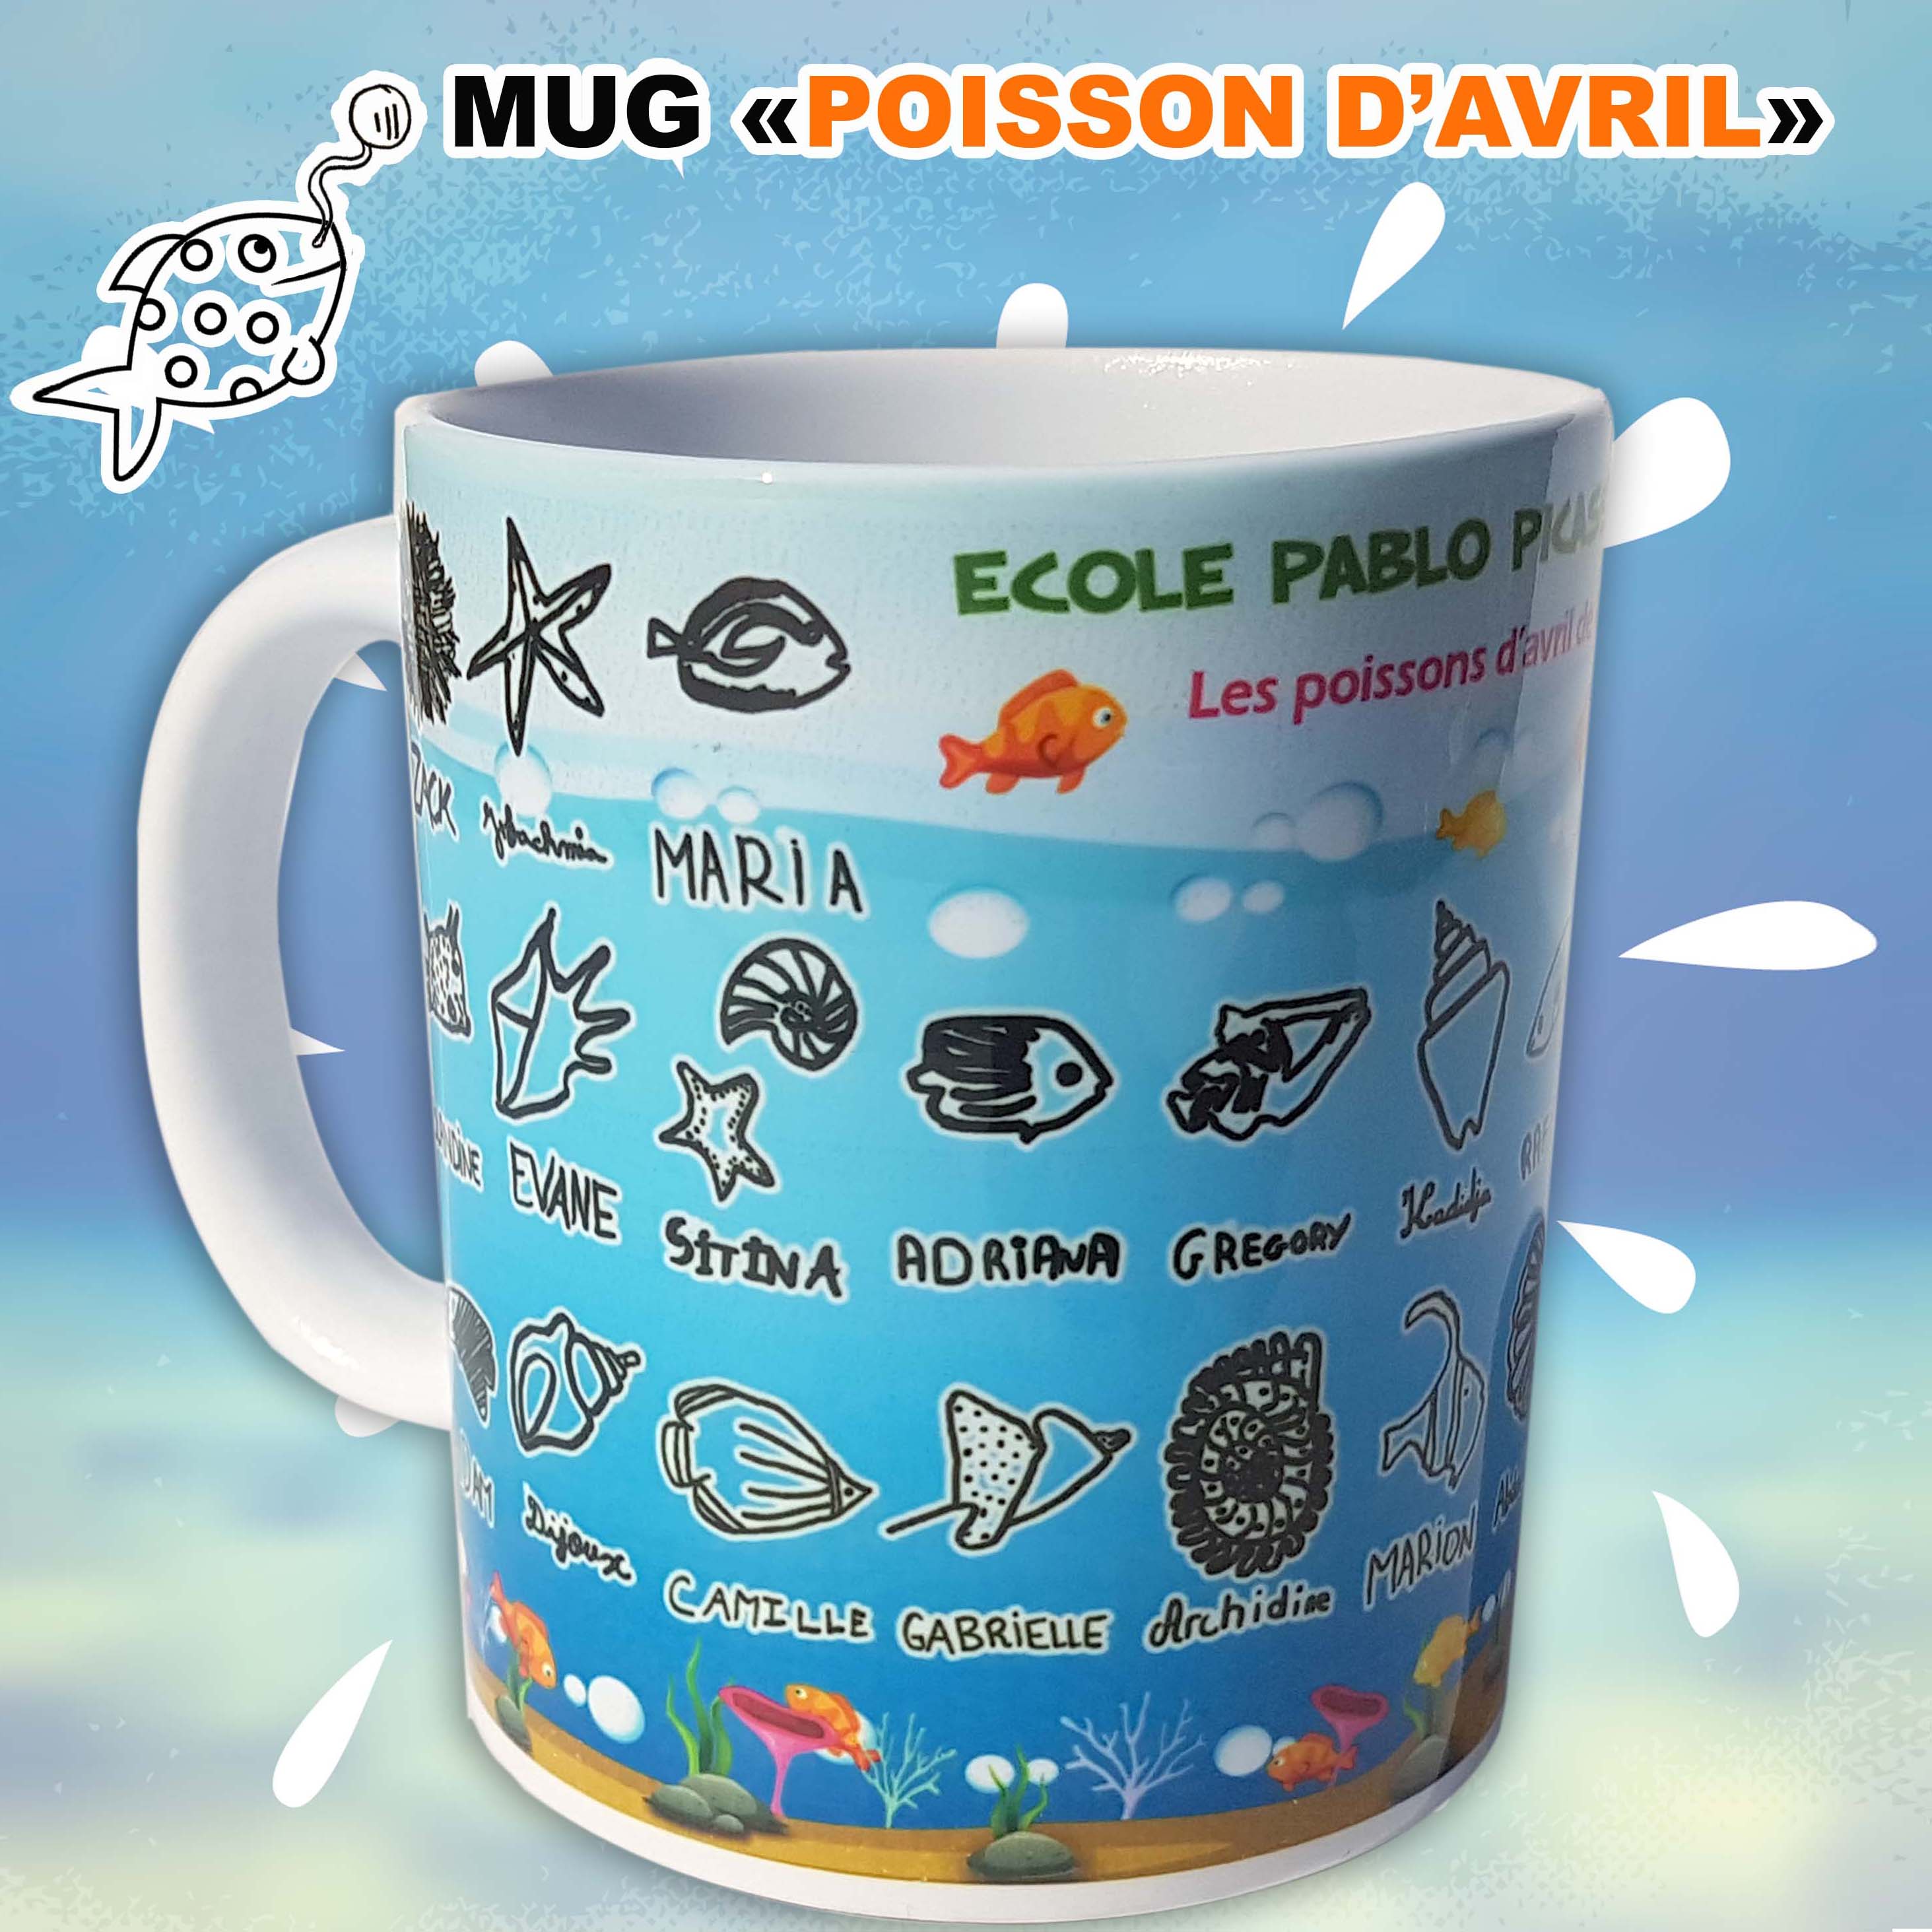 MUG «POISSON D'AVRIL»
ECOLE PABLO PICAS
Les poissons d'avril de
ZACK
MARIA
EVANE
SITINA
ADRIANA
GREGORY
Kadidja
Dijoux
CAMILLE
GABRIELLE
Archidine
MARION